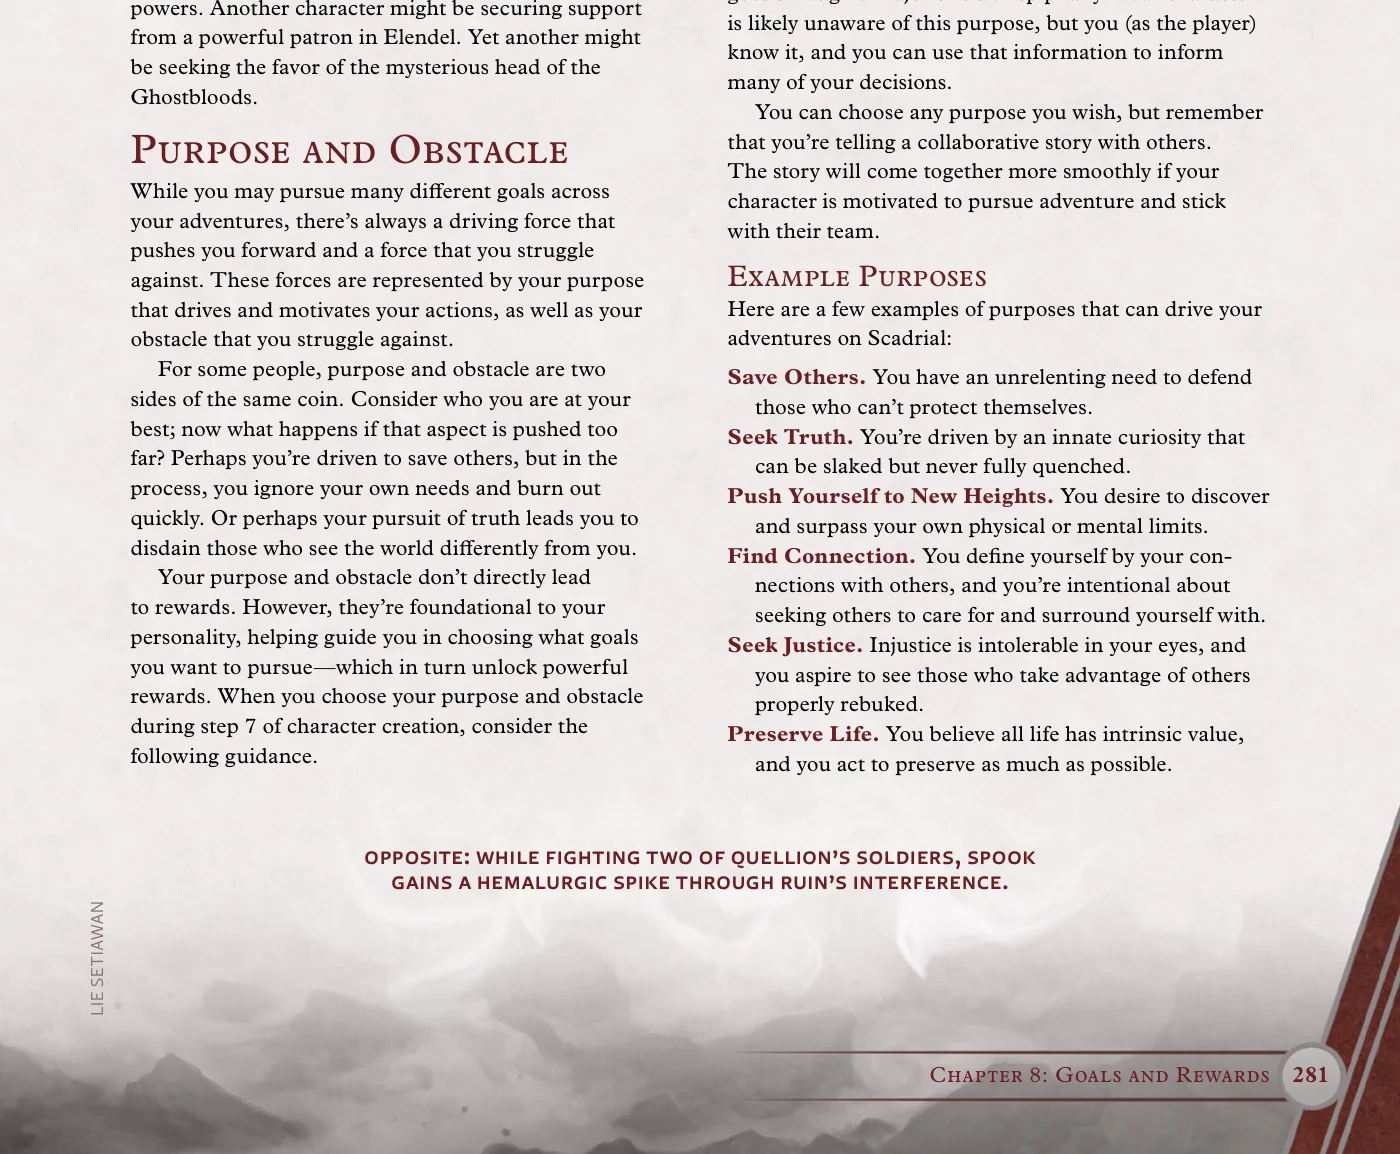 powers. Another character might be securing support
from a powerful patron in Elendel. Yet another might
be seeking the favor of the mysterious head of the
Ghostbloods.
Purpose and Obstacle
While you may pursue many different goals across
your adventures, there's always a driving force that
pushes you forward and a force that you struggle
against. These forces are represented by your purpose
that drives and motivates your actions, as well as your
obstacle that you struggle against.
For some people, purpose and obstacle are two
sides of the same coin. Consider who you are at your
best; now what happens if that aspect is pushed too
far? Perhaps you're driven to save others, but in the
process, you ignore your own needs and burn out
quickly. Or perhaps your pursuit of truth leads you to
disdain those who see the world differently from you.
Your purpose and obstacle don't directly lead
to rewards. However, they're foundational to your
personality, helping guide you in choosing what goals
you want to pursue—which in turn unlock powerful
rewards. When you choose your purpose and obstacle
during step 7 of character creation, consider the
following guidance.
is likely unaware of this purpose, but you (as the player)
know it, and you can use that information to inform
many of your decisions.
You can choose any purpose you wish, but remember
that you're telling a collaborative story with others.
The story will come together more smoothly if your
character is motivated to pursue adventure and stick
with their team.
Example Purposes
Here are a few examples of purposes that can drive your
adventures on Scadrial:
Save Others. You have an unrelenting need to defend
those who can't protect themselves.
Seek Truth. You're driven by an innate curiosity that
can be slaked but never fully quenched.
Push Yourself to New Heights. You desire to discover
and surpass your own physical or mental limits.
Find Connection. You define yourself by your con-
nections with others, and you're intentional about
seeking others to care for and surround yourself with.
Seek Justice. Injustice is intolerable in your eyes, and
you aspire to see those who take advantage of others
properly rebuked.
Preserve Life. You believe all life has intrinsic value,
and you act to preserve as much as possible.
OPPOSITE: WHILE FIGHTING TWO OF QUELLION'S SOLDIERS, SPOOK
GAINS A HEMALURGIC SPIKE THROUGH RUIN'S INTERFERENCE.
LIE SETIAWAN
Chapter 8: Goals and Rewards
281